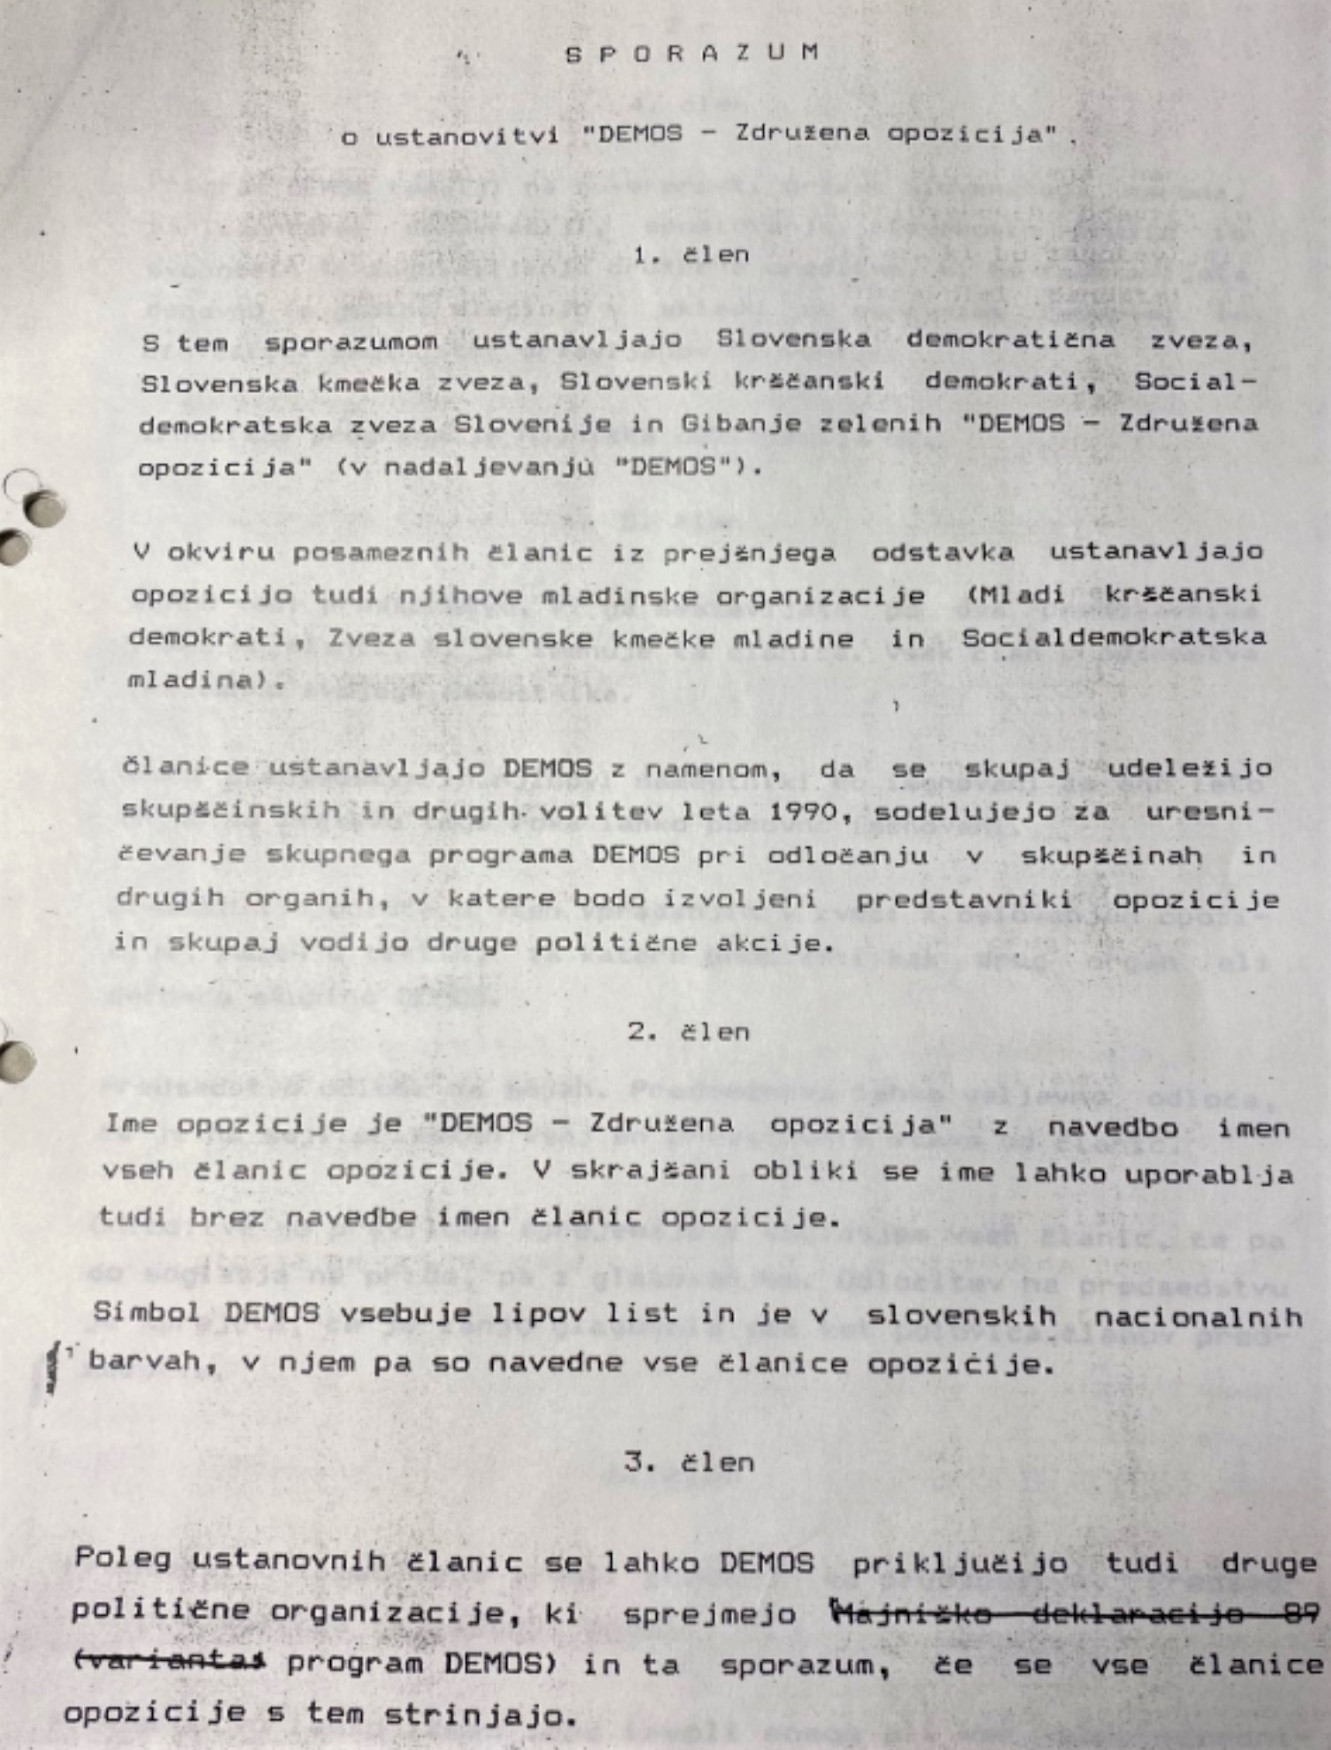 SPORAZUM
o ustanovitvi "DEMOS - Združena opozicija".
1. člen
S tem sporazumom ustanavljajo Slovenska demokratična zveza,
Slovenska kmečka zveza, Slovenski krščanski demokrati, Social-
demokratska zveza Slovenije in Gibanje zelenih "DEMOS - Združena
opozicija" (v nadaljevanju "DEMOS").
V okviru posameznih članic iz prejšnjega odstavka ustanavljajo
opozicijo tudi njihove mladinske organizacije (Mladi krščanski
demokrati, Zveza slovenske kmečke mladine in Socialdemokratska
mladina).
članice ustanavljajo DEMOS z namenom, da se skupaj udeležijo
skupščinskih in drugih volitev leta 1990, sodelujejo za uresni-
čevanje skupnega programa DEMOS pri odločanju v skupščinah in
drugih organih, v katere bodo izvoljeni predstavniki opozicije
in skupaj vodijo druge politične akcije.
2. člen
Ime opozicije je "DEMOS - Združena opozicija" z navedbo imen
vseh članic opozicije. V skrajšani obliki se ime lahko uporablja
tudi brez navedbe imen članic opozicije.
Simbol DEMOS vsebuje lipov list in je v slovenskih nacionalnih
barvah, v njem pa so navedne vse članice opozicije.
3. člen
Poleg ustanovnih članic se lahko DEMOS priključijo tudi druge
politične organizacije, ki sprejmejo Majniško deklaracijo 89
(varianta: program DEMOS) in ta sporazum, če se vse članice
opozicije s tem strinjajo.